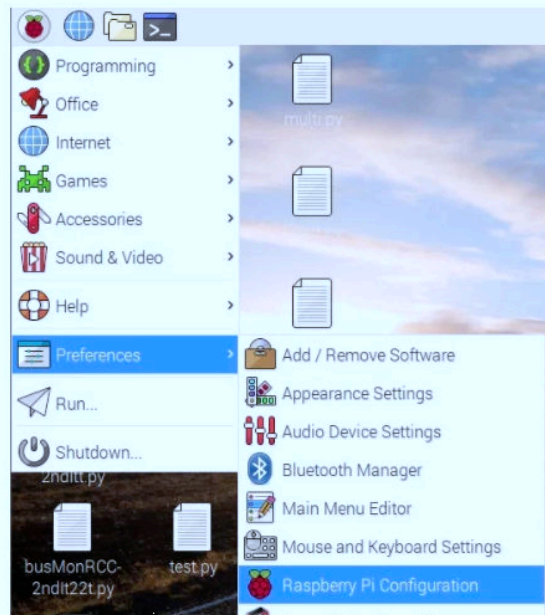 Programming
Office
Internet
Games
Accessories
Sound & Video
Help
Preferences
Run...
Shutdown...
multi.py
Add / Remove Software
Appearance Settings
Audio Device Settings
Bluetooth Manager
Main Menu Editor
Mouse and Keyboard Settings
Raspberry Pi Configuration
2ndItt.py
busMonRCC-
2ndIt22t.py
test.py